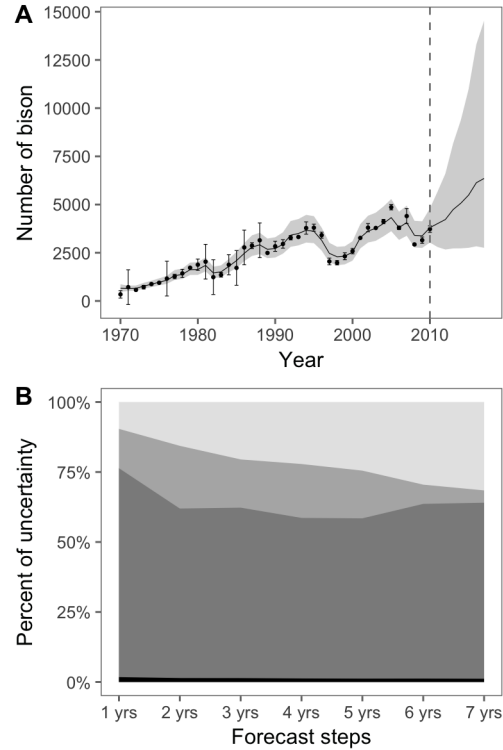 A
15000
12500
10000
7500
5000
2500
0
Number of bison
1970
1980
1990
2000
2010
Year
B
100%
75%
50%
25%
0%
Percent of uncertainty
1 yrs
2 yrs
3 yrs
4 yrs
5 yrs
6 yrs
7 yrs
Forecast steps